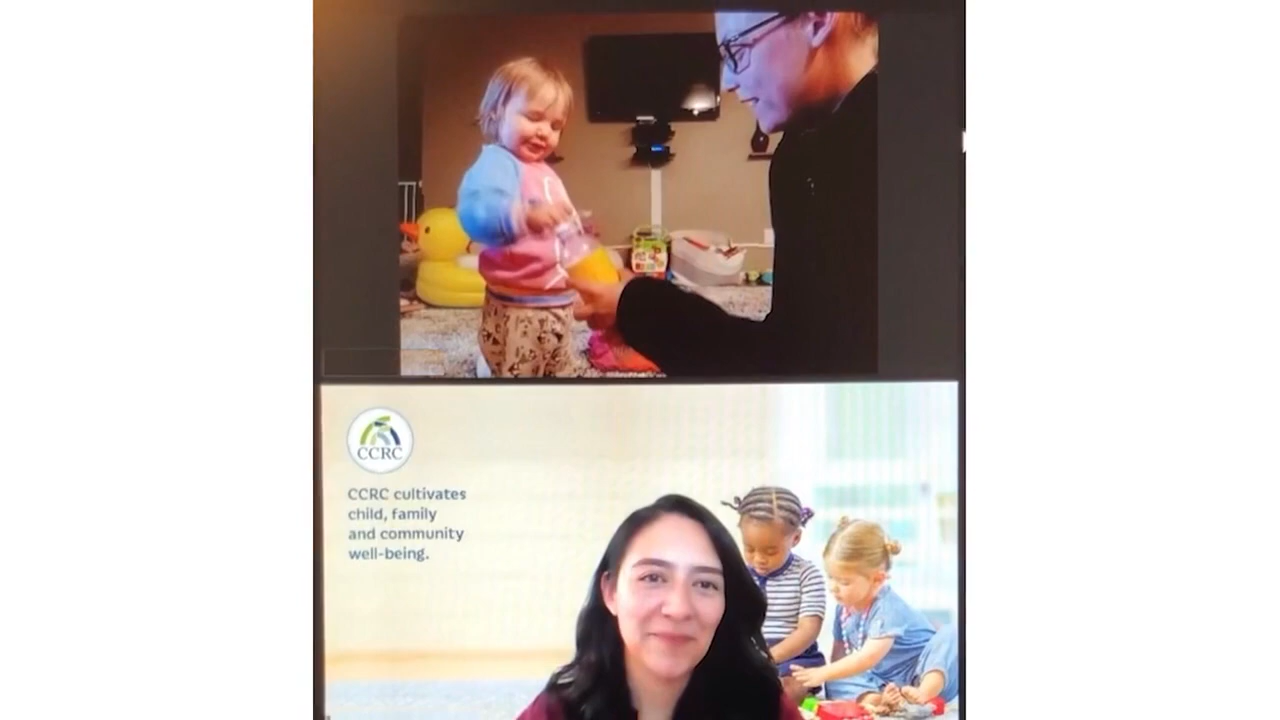 CCRC
CCRC cultivates
child, family
and community
well-being.